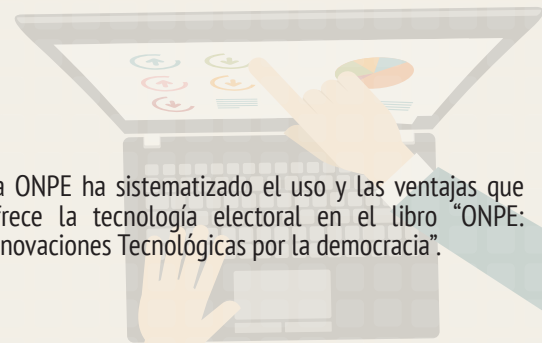 a ONPE ha sistematizado el uso y las ventajas que
frece la tecnología electoral en el libro “ONPE:
novaciones Tecnológicas por la democracia”.